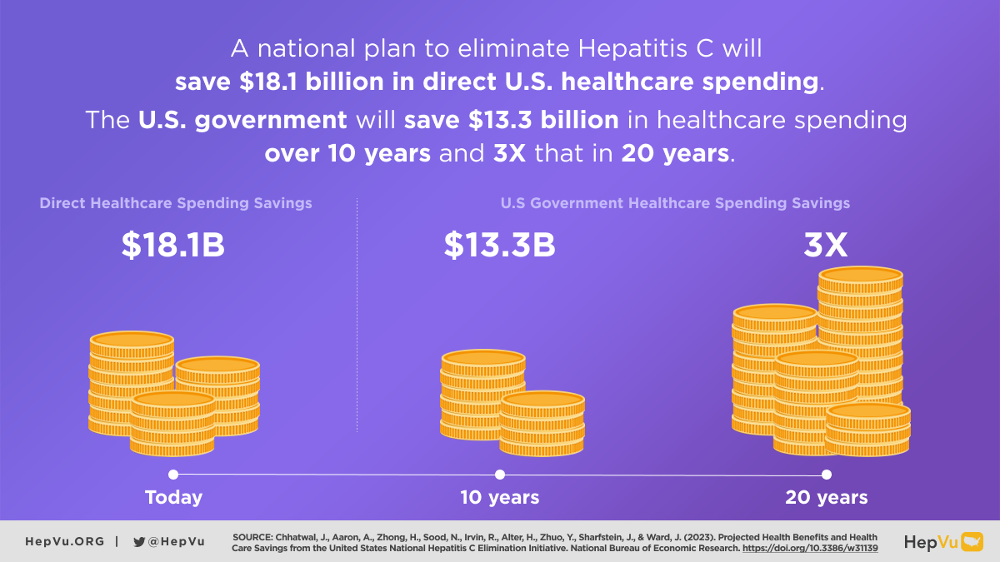 A national plan to eliminate Hepatitis C will
save $18.1 billion in direct U.S. healthcare spending.
The U.S. government will save $13.3 billion in healthcare spending
over 10 years and 3X that in 20 years.
Direct Healthcare Spending Savings
$18.1B
U.S Government Healthcare Spending Savings
$13.3B
3X
Today
10 years
20 years
HepVu.ORG | @HepVu
SOURCE: Chhatwal, J., Aaron, A., Zhong, H., Sood, N., Irvin, R., Alter, H., Zhuo, Y., Sharfstein, J., & Ward, J. (2023). Projected Health Benefits and Health
Care Savings from the United States National Hepatitis C Elimination Initiative. National Bureau of Economic Research. https://doi.org/10.3386/w31139
HepVu